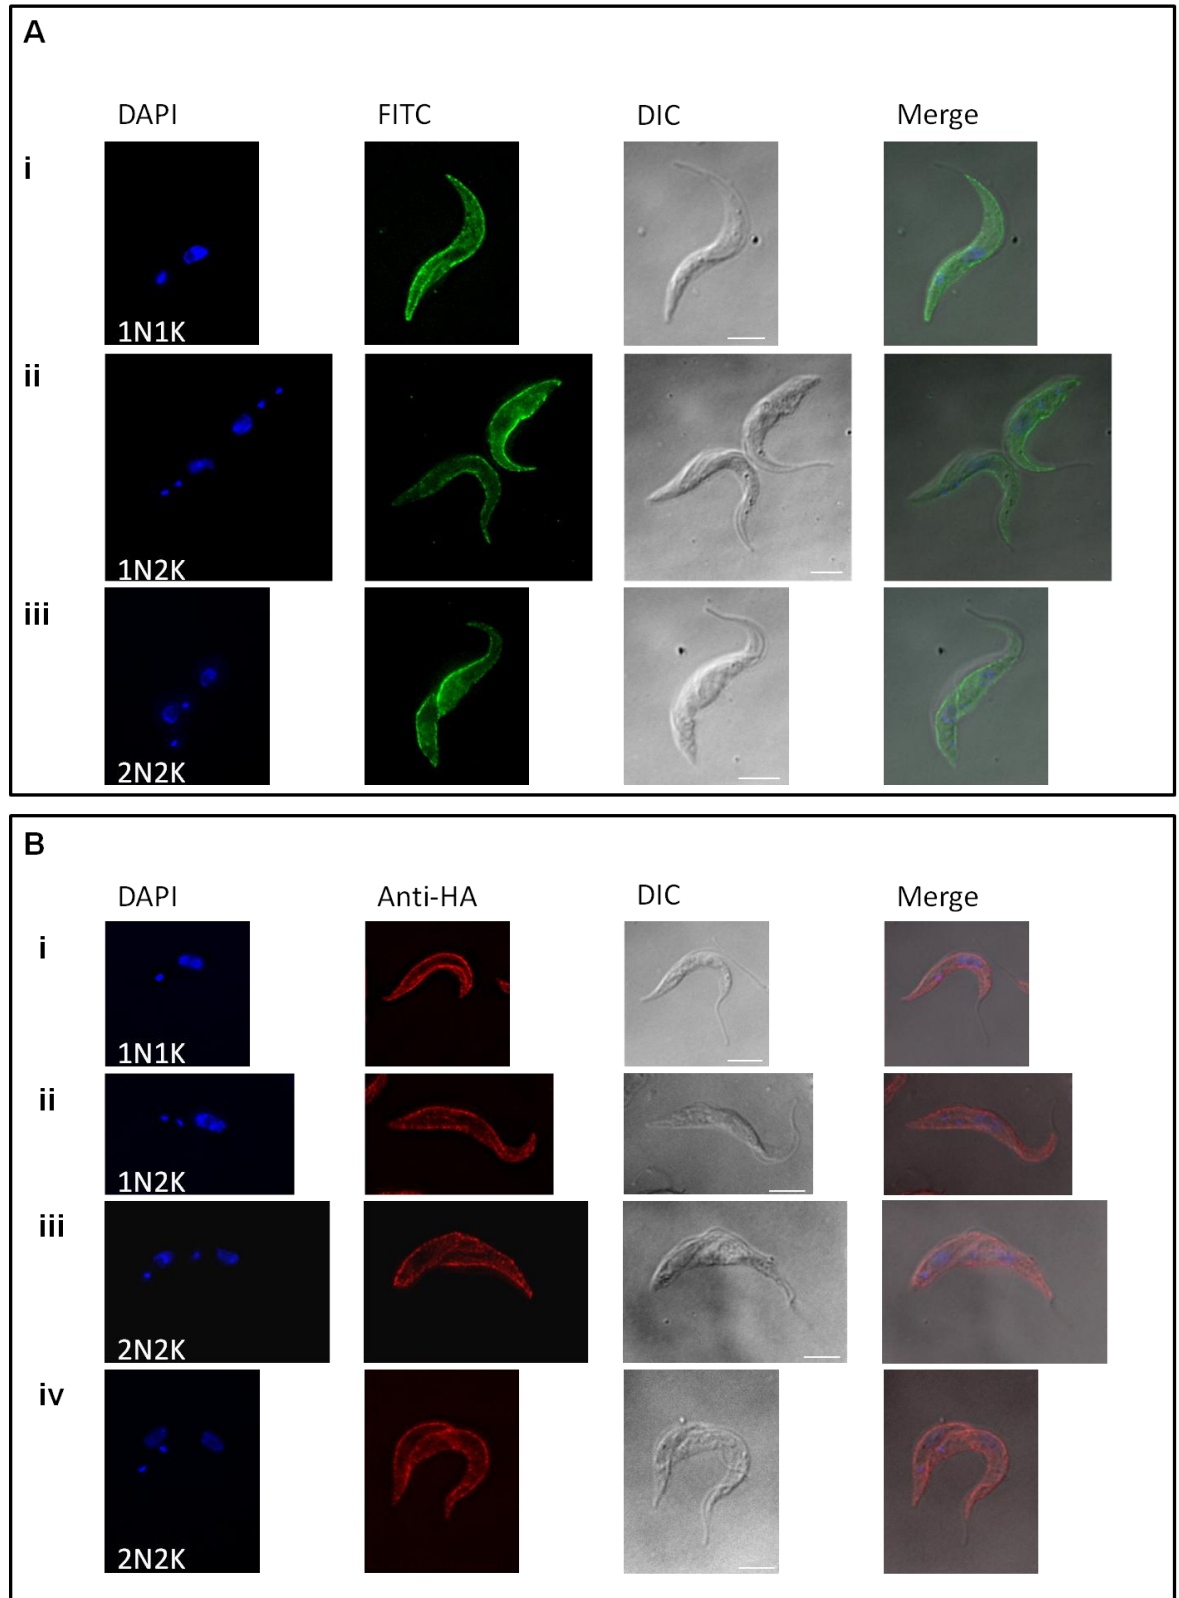 A
DAPI FITC DIC Merge
i
1N1K
ii
1N2K
iii
2N2K
B
DAPI Anti-HA DIC Merge
i
1N1K
ii
1N2K
iii
2N2K
iv
2N2K